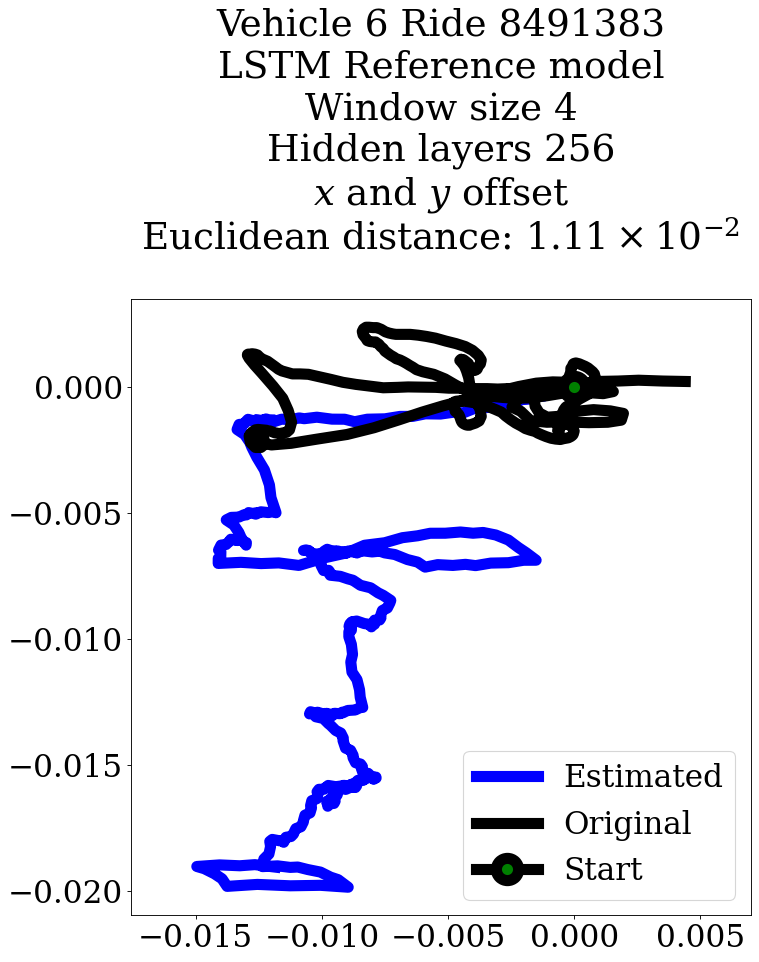 Vehicle 6 Ride 8491383
LSTM Reference model
Window size 4
Hidden layers 256
x and y offset
Euclidean distance: 1.11 × 10⁻²
0.000
−0.005
−0.010
−0.015
−0.020
Estimated
Original
Start
−0.015 −0.010 −0.005 0.000 0.005